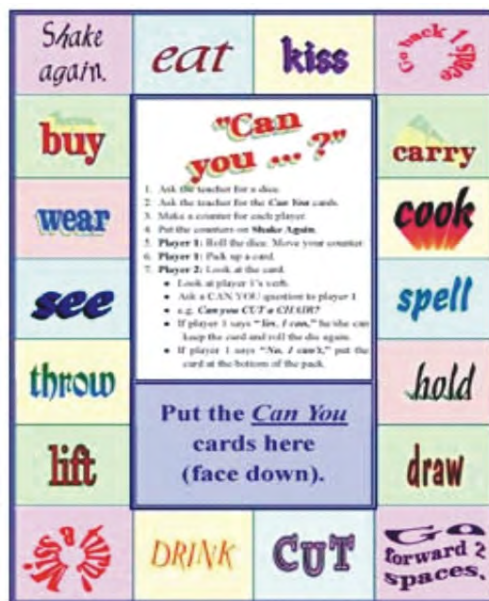 Shake
again.
eat
kiss
Go back 1 space
buy
"Can
you ... ?"
carry
1. Ask the teacher for a dice.
2. Ask the teacher for the Can You cards.
3. Make a counter for each player.
4. Put the counters on Shake Again.
5. Player 1: Roll the dice. Move your counter.
6. Player 1: Pick up a card.
7. Player 2: Look at the card.
• Look at player 1's verb.
• Ask a CAN YOU question to player 1
• e.g. Can you CUT a CHAIR?
• If player 1 says "Yes, I can," he/she can
keep the card and roll the die again.
• If player 1 says "No, I can't," put the
card at the bottom of the pack.
wear
cook
see
spell
throw
hold
Put the Can You
cards here
(face down).
lift
draw
DRINK
CUT
Go
forward 2
spaces.